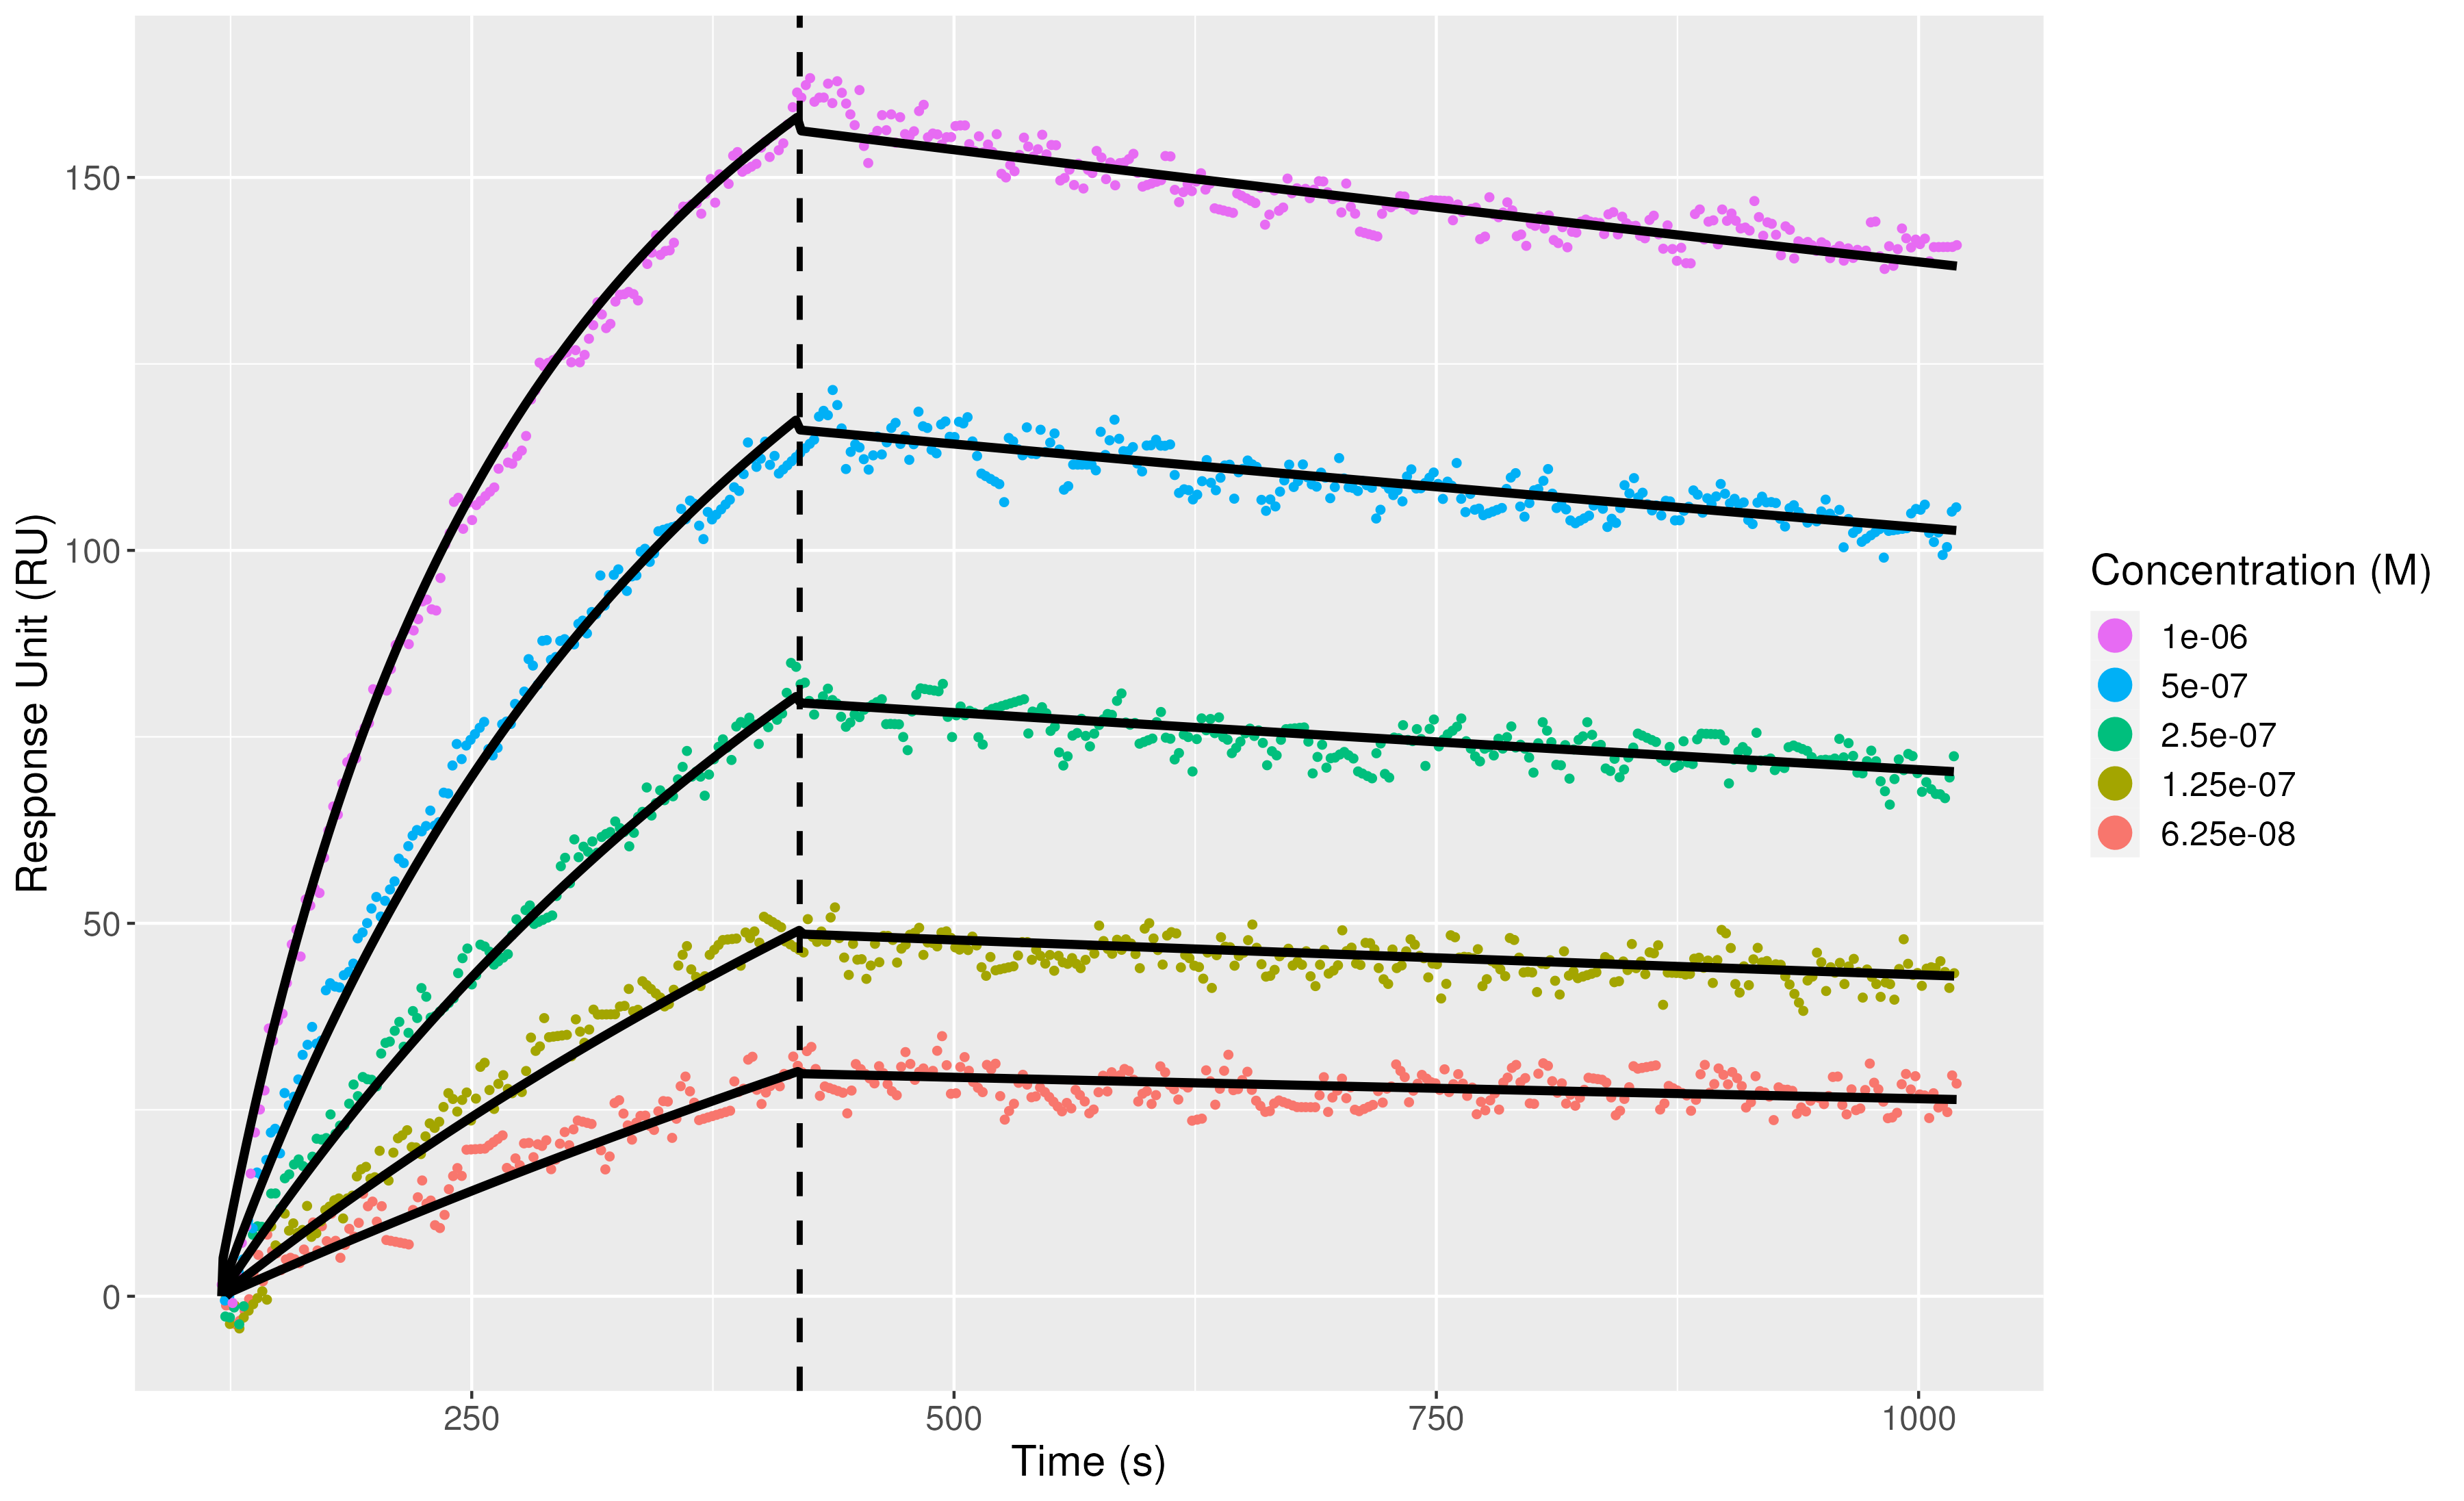 Response Unit (RU)
150
100
50
0
250 500 750 1000
Time (s)
Concentration (M)
1e-06
5e-07
2.5e-07
1.25e-07
6.25e-08